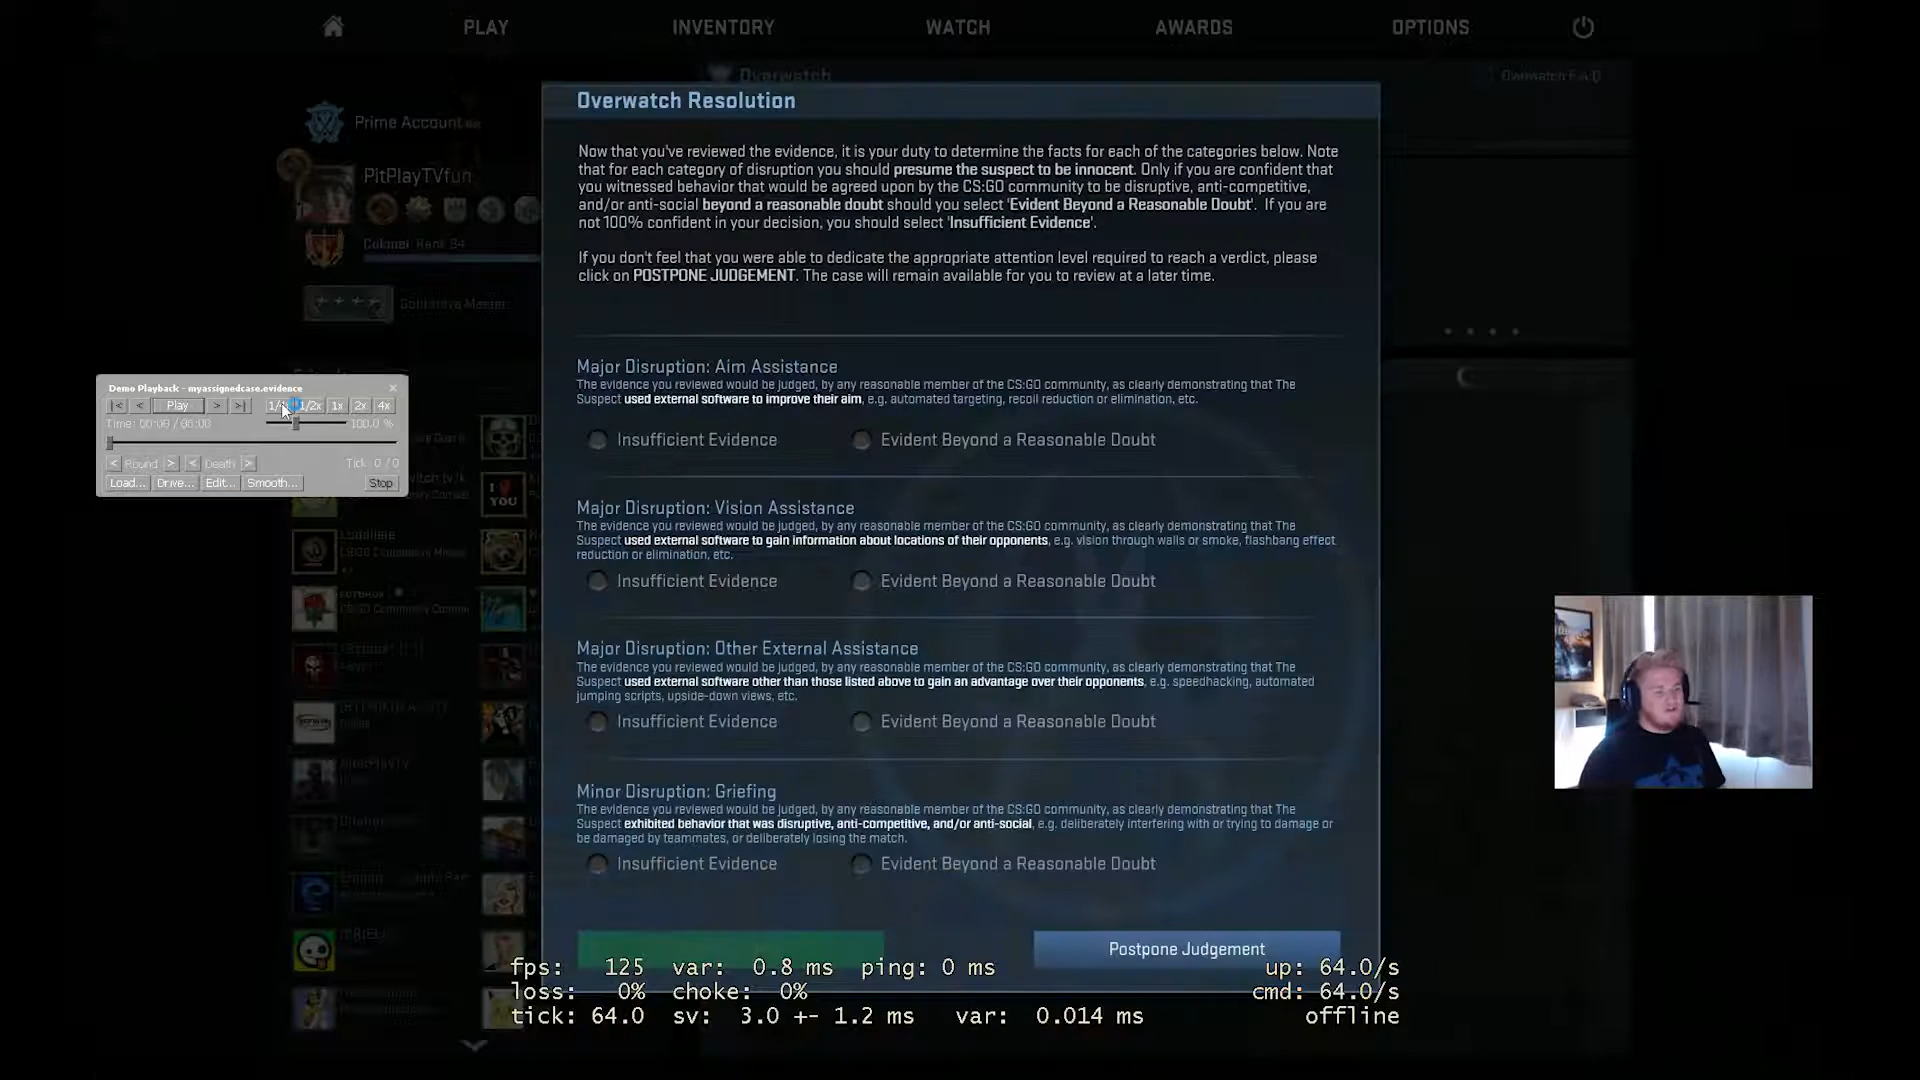 PLAY
INVENTORY
WATCH
AWARDS
OPTIONS
Overwatch
Overwatch F.A.Q
Prime Account
PitPlayTVfun
Overwatch Resolution
Now that you've reviewed the evidence, it is your duty to determine the facts for each of the categories below. Note
that for each category of disruption you should presume the suspect to be innocent. Only if you are confident that
you witnessed behavior that would be agreed upon by the CS:GO community to be disruptive, anti-competitive,
and/or anti-social beyond a reasonable doubt should you select 'Evident Beyond a Reasonable Doubt'. If you are
not 100% confident in your decision, you should select 'Insufficient Evidence'.
If you don't feel that you were able to dedicate the appropriate attention level required to reach a verdict, please
click on POSTPONE JUDGEMENT. The case will remain available for you to review at a later time.
Major Disruption: Aim Assistance
The evidence you reviewed would be judged, by any reasonable member of the CS:GO community, as clearly demonstrating that The
Suspect used external software to improve their aim, e.g. automated targeting, recoil reduction or elimination, etc.
Insufficient Evidence
Evident Beyond a Reasonable Doubt
Major Disruption: Vision Assistance
The evidence you reviewed would be judged, by any reasonable member of the CS:GO community, as clearly demonstrating that The
Suspect used external software to gain information about locations of their opponents, e.g. vision through walls or smoke, flashbang effect
reduction or elimination, etc.
Insufficient Evidence
Evident Beyond a Reasonable Doubt
Major Disruption: Other External Assistance
The evidence you reviewed would be judged, by any reasonable member of the CS:GO community, as clearly demonstrating that The
Suspect used external software other than those listed above to gain an advantage over their opponents, e.g. speedhacking, automated
jumping scripts, upside-down views, etc.
Insufficient Evidence
Evident Beyond a Reasonable Doubt
Minor Disruption: Griefing
The evidence you reviewed would be judged, by any reasonable member of the CS:GO community, as clearly demonstrating that The
Suspect exhibited behavior that was disruptive, anti-competitive, and/or anti-social, e.g. deliberately interfering with or trying to damage or
be damaged by teammates, or deliberately losing the match.
Insufficient Evidence
Evident Beyond a Reasonable Doubt
Postpone Judgement
Demo Playback - myassignedcase.evidence
|< < Play > >| 1/2x 1x 2x 4x
Time: 00:00 / 00:00 100.0 %
< Round > < Death > Tick: 0 / 0
Load... Drive... Edit... Smooth... Stop
I
YOU
fps: 125 var: 0.8 ms ping: 0 ms up: 64.0/s
loss: 0% choke: 0% cmd: 64.0/s
tick: 64.0 sv: 3.0 +- 1.2 ms var: 0.014 ms offline